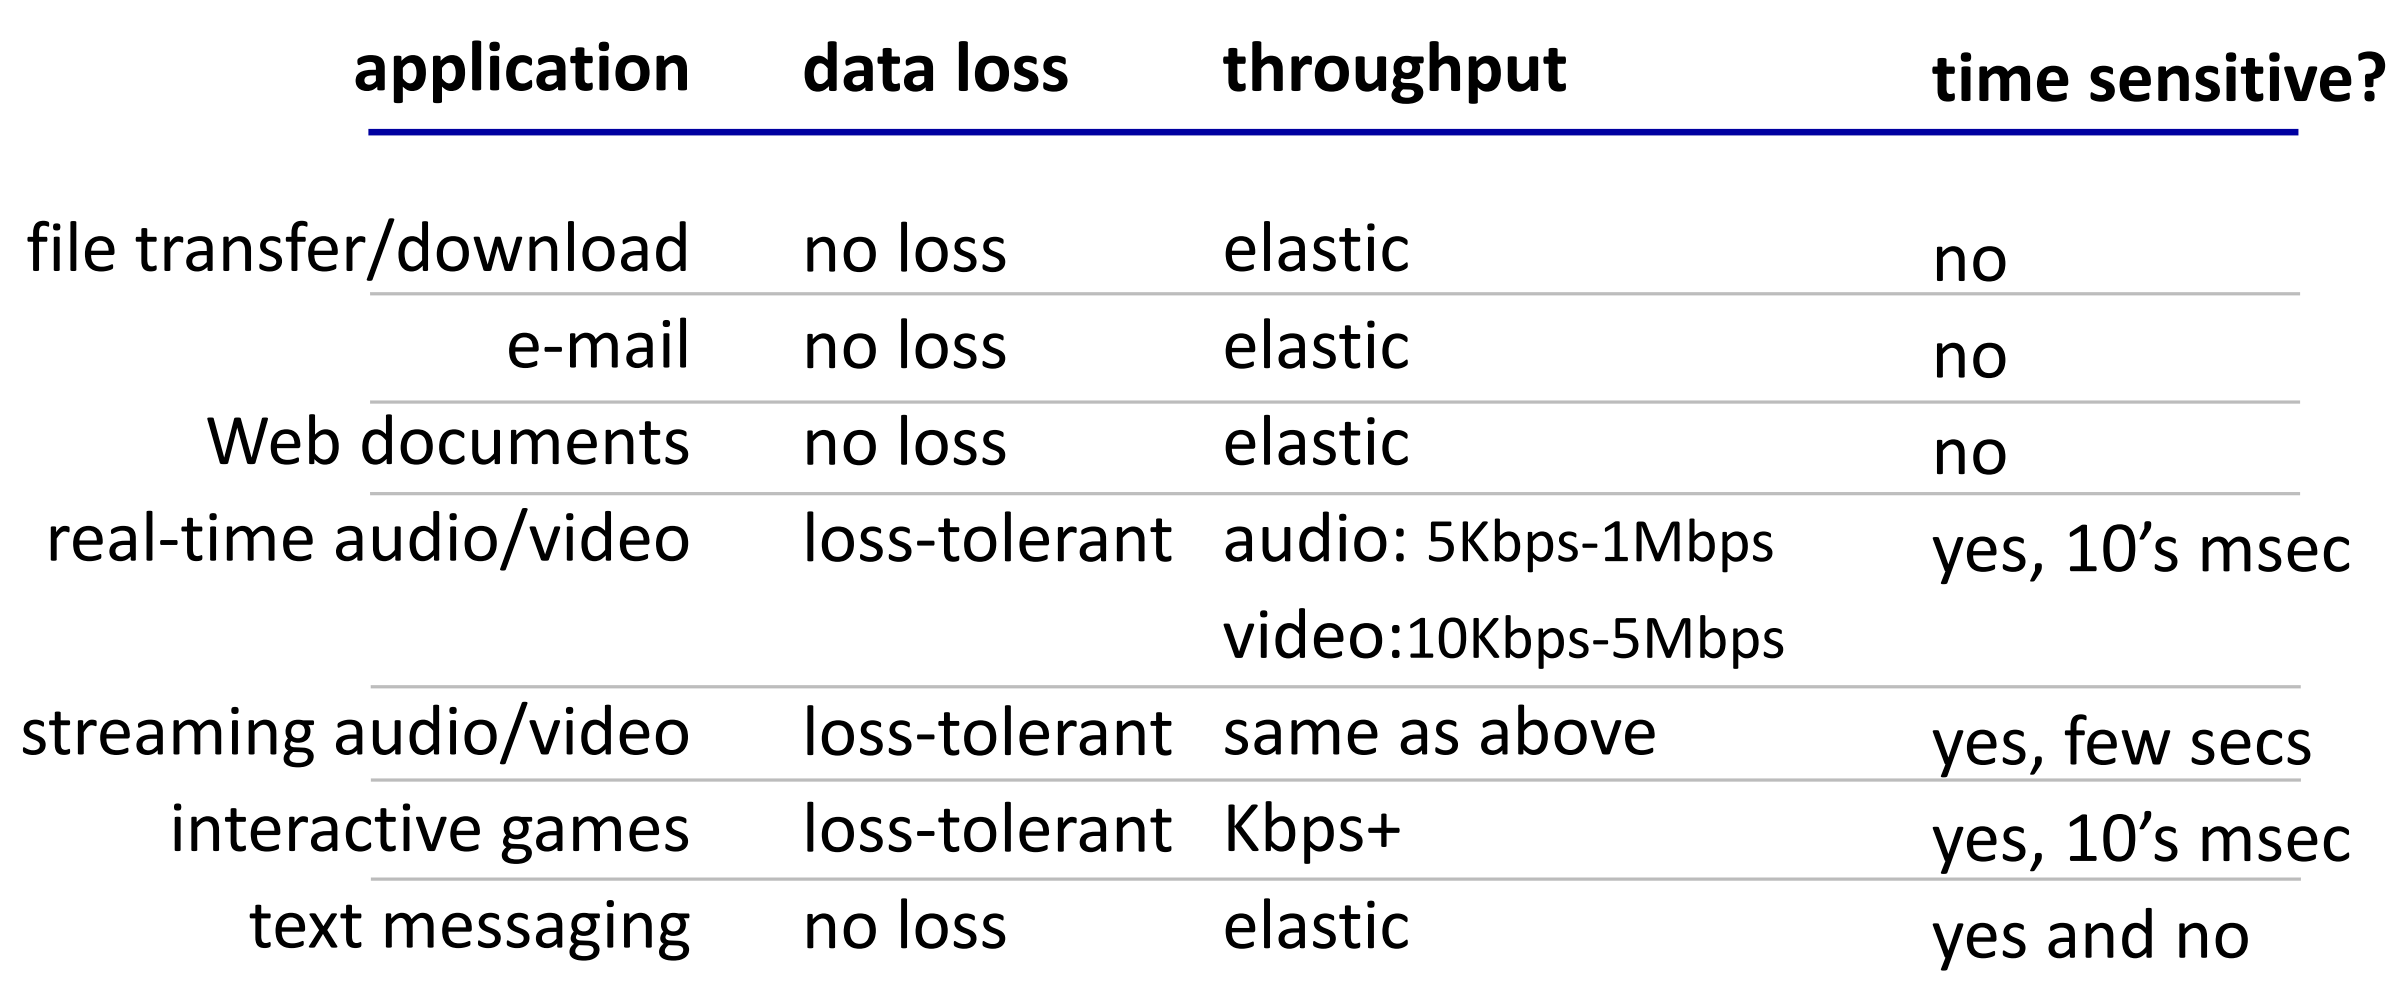 application data loss throughput time sensitive?
file transfer/download no loss elastic no
e-mail no loss elastic no
Web documents no loss elastic no
real-time audio/video loss-tolerant audio: 5Kbps-1Mbps yes, 10’s msec
video:10Kbps-5Mbps
streaming audio/video loss-tolerant same as above yes, few secs
interactive games loss-tolerant Kbps+ yes, 10’s msec
text messaging no loss elastic yes and no